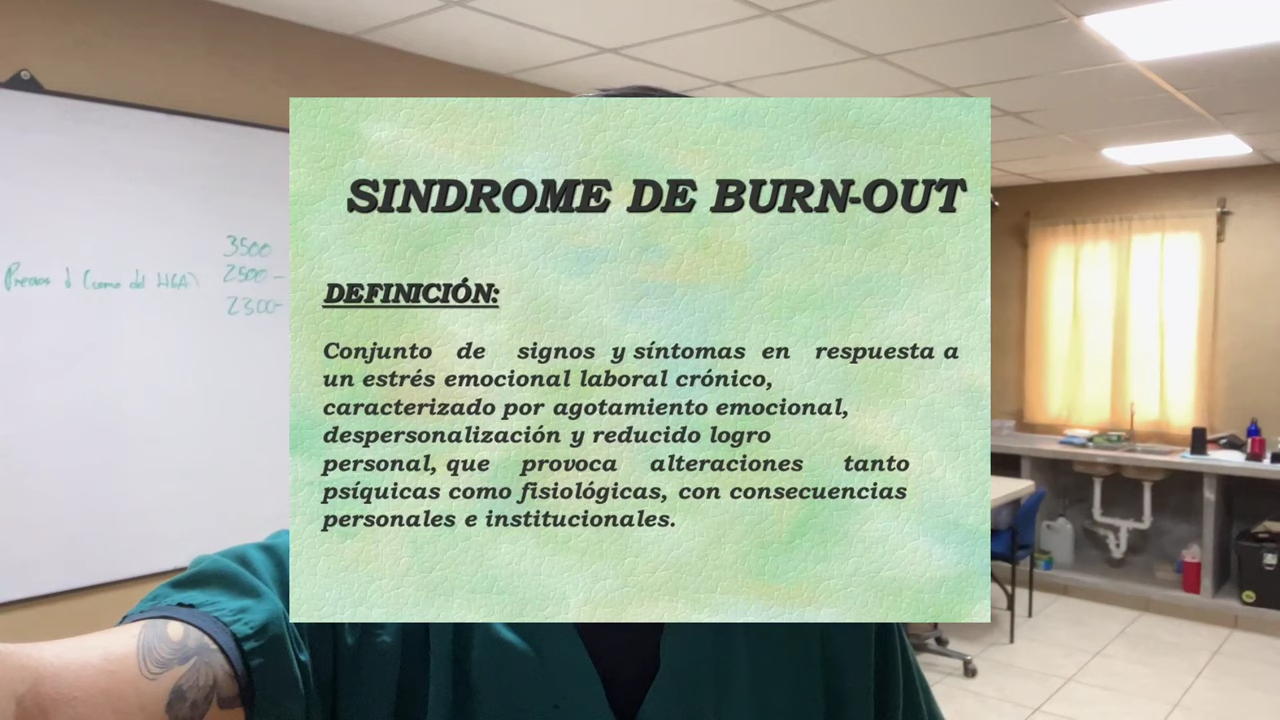 3500
2500 -
2300-
SINDROME DE BURN-OUT
DEFINICIÓN:
Conjunto de signos y síntomas en respuesta a
un estrés emocional laboral crónico,
caracterizado por agotamiento emocional,
despersonalización y reducido logro
personal, que provoca alteraciones tanto
psíquicas como fisiológicas, con consecuencias
personales e institucionales.